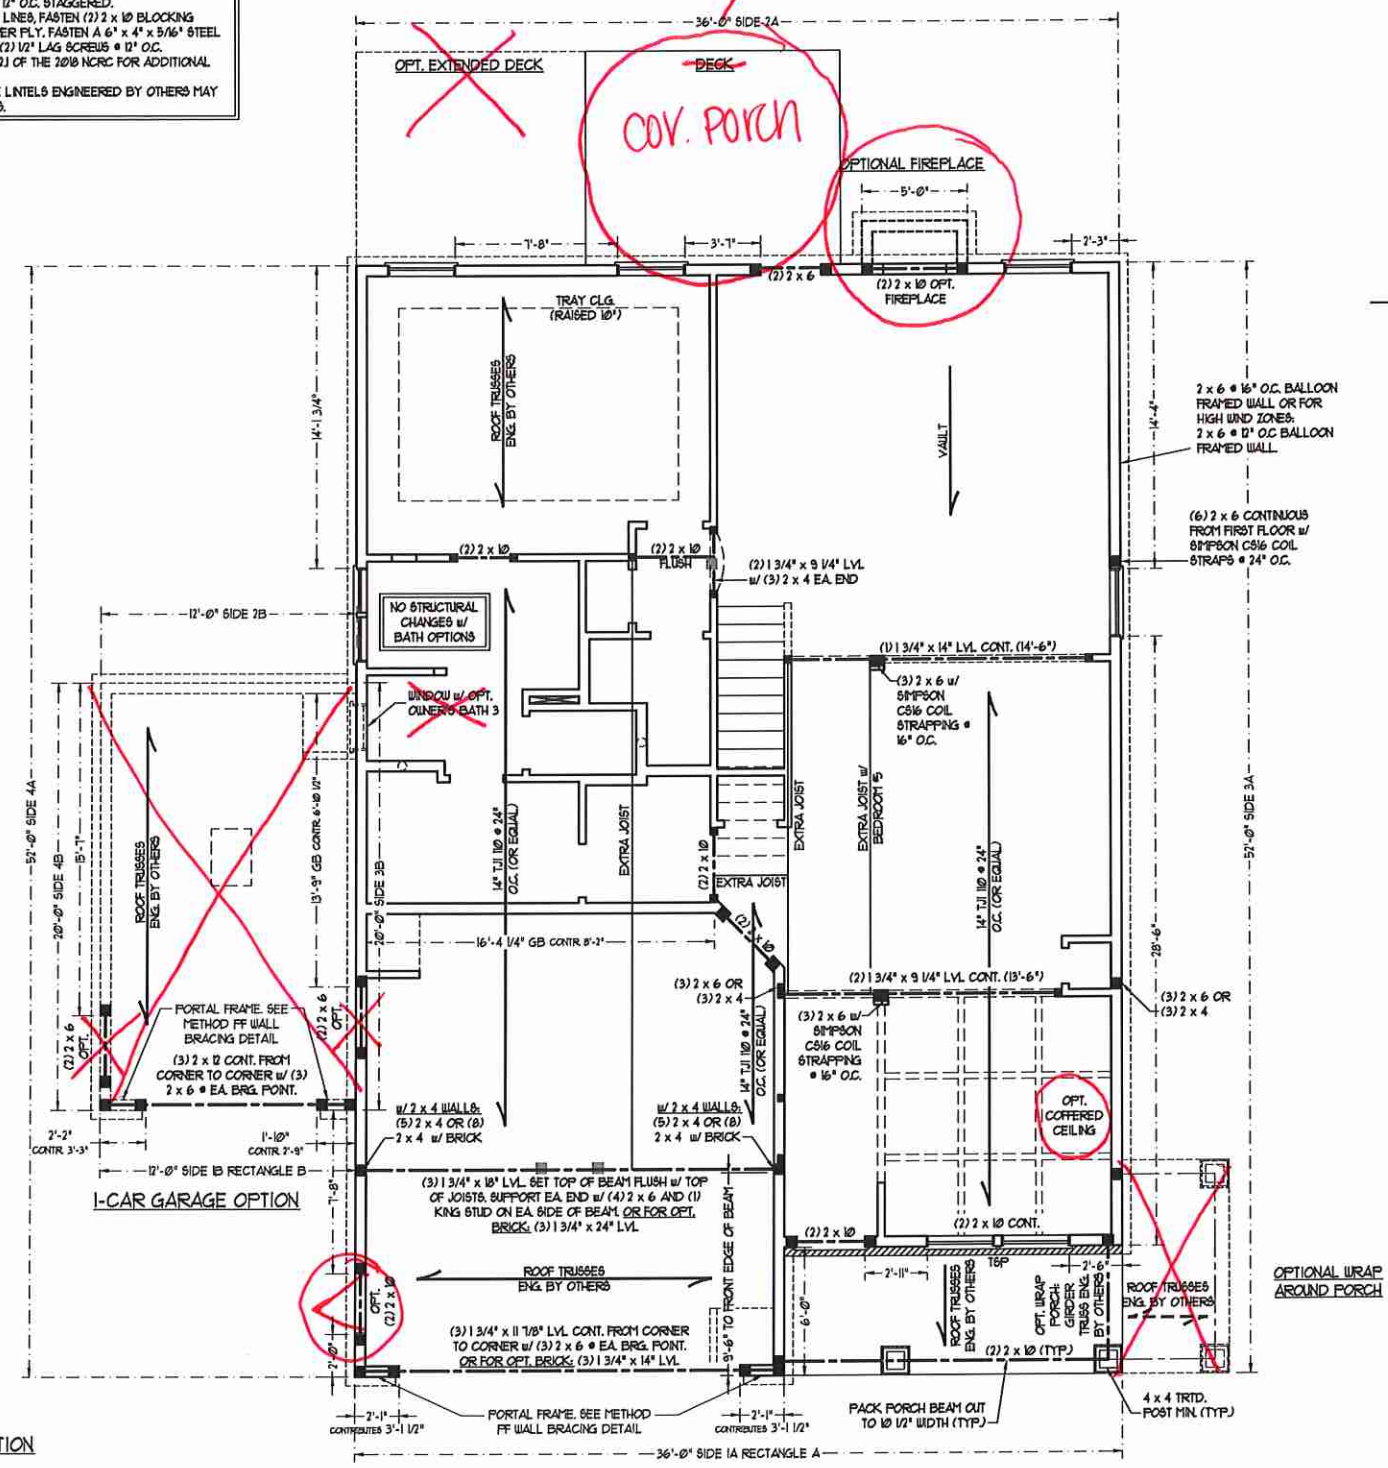 12" O.C. STAGGERED.
LINES, FASTEN (2) 2 x 10 BLOCKING
ER PLY. FASTEN A 6" x 4" x 5/16" STEEL
(2) 1/2" LAG SCREWS @ 12" O.C.
OF THE 2018 NCRC FOR ADDITIONAL
LINTELS ENGINEERED BY OTHERS MAY
36'-0" SIDE 2A
OPT. EXTENDED DECK
DECK
COV. PORCH
OPTIONAL FIREPLACE
5'-0"
7'-8"
3'-7"
2'-3"
(2) 2 x 6
(2) 2 x 10 OPT.
FIREPLACE
TRAY CLG.
(RAISED 10")
ROOF TRUSSES
ENG. BY OTHERS
VAULT
14'-1 3/4"
14'-4"
2 x 6 @ 16" O.C. BALLOON
FRAMED WALL OR FOR
HIGH WIND ZONES:
2 x 6 @ 12" O.C BALLOON
FRAMED WALL
(6) 2 x 6 CONTINUOUS
FROM FIRST FLOOR w/
SIMPSON CS16 COIL
STRAPS @ 24" O.C.
(2) 2 x 10
(2) 2 x 10
FLUSH
(2) 1 3/4" x 9 1/4" LVL
w/ (3) 2 x 4 EA. END
12'-0" SIDE 2B
NO STRUCTURAL
CHANGES w/
BATH OPTIONS
(1) 1 3/4" x 14" LVL CONT. (14'-6")
(3) 2 x 6 w/
SIMPSON
CS16 COIL
STRAPPING @
16" O.C.
WINDOW w/ OPT.
OWNER'S BATH 3
52'-0" SIDE 4A
20'-0" SIDE 4B
15'-7"
ROOF TRUSSES
ENG. BY OTHERS
13'-9" GB CONTR. 6'-10 1/2"
20'-0" SIDE 3B
14" TJI 110 @ 24"
O.C. (OR EQUAL)
EXTRA JOIST
(2) 2 x 10
EXTRA JOIST
EXTRA JOIST
EXTRA JOIST w/
BEDROOM 5
14" TJI 110 @ 24"
O.C. (OR EQUAL)
52'-0" SIDE 3A
28'-6"
(2) 2 x 10
16'-4 1/4" GB CONTR. 8'-2"
(2) 1 3/4" x 9 1/4" LVL CONT. (13'-6")
(3) 2 x 6 OR
(3) 2 x 4
(3) 2 x 6 OR
(3) 2 x 4
(3) 2 x 6 w/
SIMPSON
CS16 COIL
STRAPPING
@ 16" O.C.
14" TJI 110 @ 24"
O.C. (OR EQUAL)
PORTAL FRAME. SEE
METHOD PF WALL
BRACING DETAIL
(2) 2 x 6
OPT.
(2) 2 x 6
OPT.
(3) 2 x 12 CONT. FROM
CORNER TO CORNER w/ (3)
2 x 6 @ EA. BRG. POINT.
OPT.
COFFERED
CEILING
w/ 2 x 4 WALLS:
(5) 2 x 4 OR (8)
2 x 4 w/ BRICK
w/ 2 x 4 WALLS:
(5) 2 x 4 OR (8)
2 x 4 w/ BRICK
2'-2"
CONTR. 3'-3"
1'-10"
CONTR. 2'-9"
12'-0" SIDE 1B RECTANGLE B
1-CAR GARAGE OPTION
7'-8"
(3) 1 3/4" x 18" LVL. SET TOP OF BEAM FLUSH w/ TOP
OF JOISTS. SUPPORT EA. END w/ (4) 2 x 6 AND (1)
KING STUD ON EA. SIDE OF BEAM. OR FOR OPT.
BRICK: (3) 1 3/4" x 24" LVL
9'-6" TO FRONT EDGE OF BEAM
(2) 2 x 10
(2) 2 x 10 CONT.
TSP
2'-11"
2'-6"
ROOF TRUSSES
ENG. BY OTHERS
OPT.
(2) 2 x 10
6'-0"
ROOF TRUSSES
ENG. BY OTHERS
OPT. WRAP
PORCH:
GIRDER
TRUSS ENG.
BY OTHERS
ROOF TRUSSES
ENG. BY OTHERS
OPTIONAL WRAP
AROUND PORCH
(3) 1 3/4" x 11 7/8" LVL CONT. FROM CORNER
TO CORNER w/ (3) 2 x 6 @ EA. BRG. POINT.
OR FOR OPT. BRICK: (3) 1 3/4" x 14" LVL
2'-0"
(2) 2 x 10 (TYP.)
4 x 4 TRTD.
POST MIN. (TYP.)
PACK PORCH BEAM OUT
TO 10 1/2" WIDTH (TYP.)
2'-1"
CONTRIBUTES 3'-1 1/2"
PORTAL FRAME. SEE METHOD
PF WALL BRACING DETAIL
2'-1"
CONTRIBUTES 3'-1 1/2"
TION
36'-0" SIDE 1A RECTANGLE A